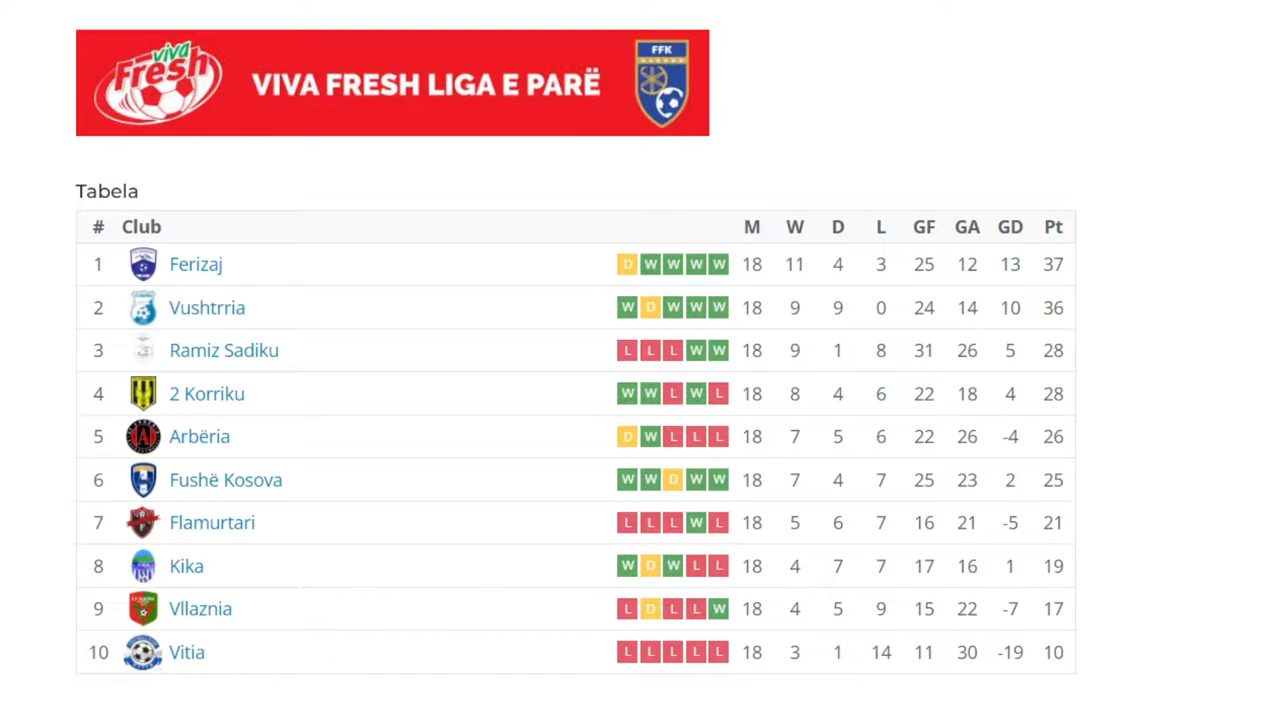 viva Fresh VIVA FRESH LIGA E PARË FFK
Tabela
# Club M W D L GF GA GD Pt
1 Ferizaj D W W W W 18 11 4 3 25 12 13 37
2 Vushtrria W D W W W 18 9 9 0 24 14 10 36
3 Ramiz Sadiku L L L W W 18 9 1 8 31 26 5 28
4 2 Korriku W W L W L 18 8 4 6 22 18 4 28
5 Arbëria D W L L L 18 7 5 6 22 26 -4 26
6 Fushë Kosova W W D W W 18 7 4 7 25 23 2 25
7 Flamurtari L L L W L 18 5 6 7 16 21 -5 21
8 Kika W D W L L 18 4 7 7 17 16 1 19
9 Vllaznia L D L L W 18 4 5 9 15 22 -7 17
10 Vitia L L L L L 18 3 1 14 11 30 -19 10